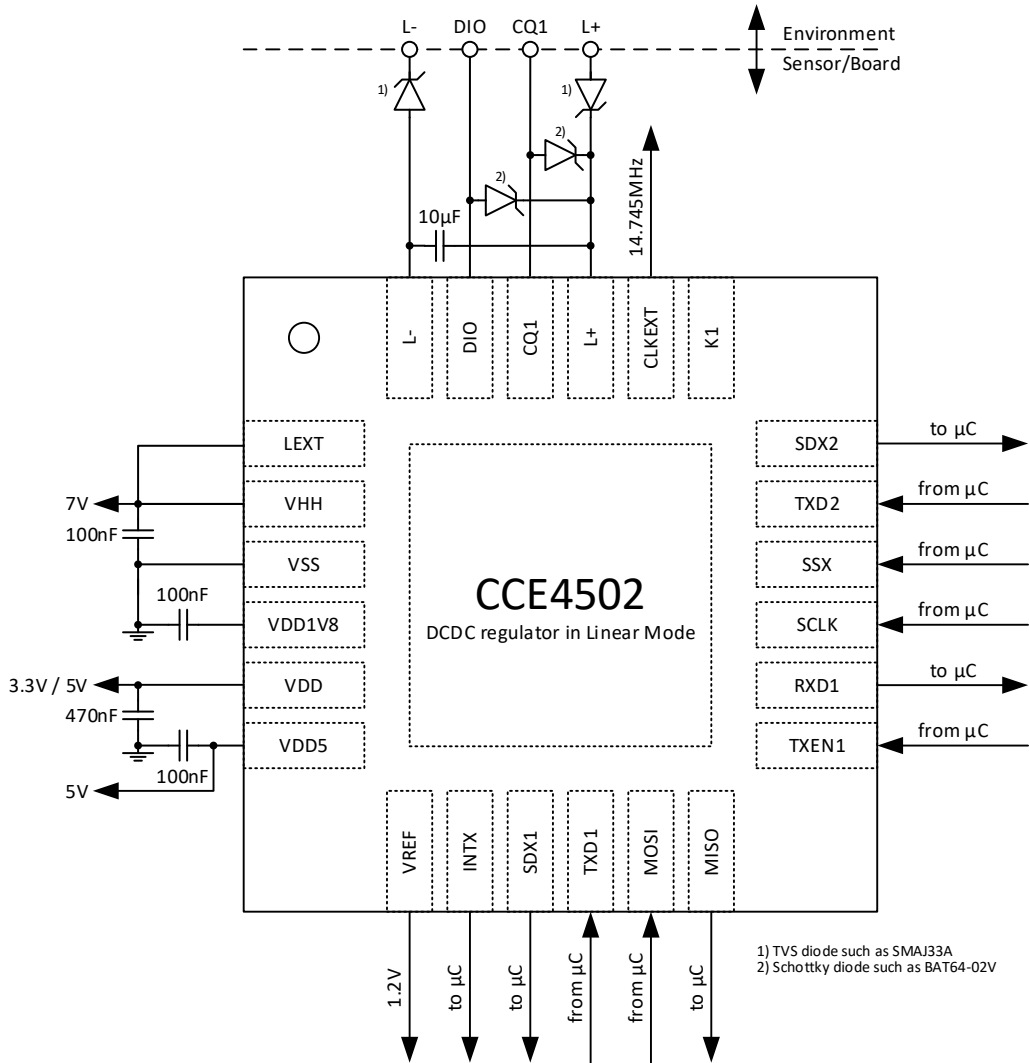 L-
DIO
CQ1
L+
Environment
Sensor/Board
1)
1)
2)
2)
10µF
14.745MHz
L-
DIO
CQ1
L+
CLKEXT
K1
LEXT
VHH
VSS
VDD1V8
VDD
VDD5
7V
100nF
100nF
3.3V / 5V
470nF
100nF
5V
CCE4502
DCDC regulator in Linear Mode
SDX2
TXD2
SSX
SCLK
RXD1
TXEN1
to µC
from µC
from µC
from µC
to µC
from µC
VREF
INTX
SDX1
TXD1
MOSI
MISO
1.2V
to µC
to µC
from µC
from µC
to µC
1) TVS diode such as SMAJ33A
2) Schottky diode such as BAT64-02V